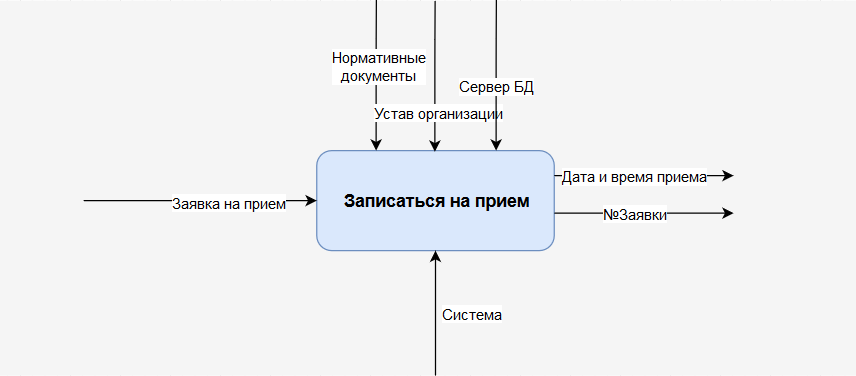 Нормативные
документы
Сервер БД
Устав организации
Дата и время приема
Заявка на прием
Записаться на прием
№Заявки
Система